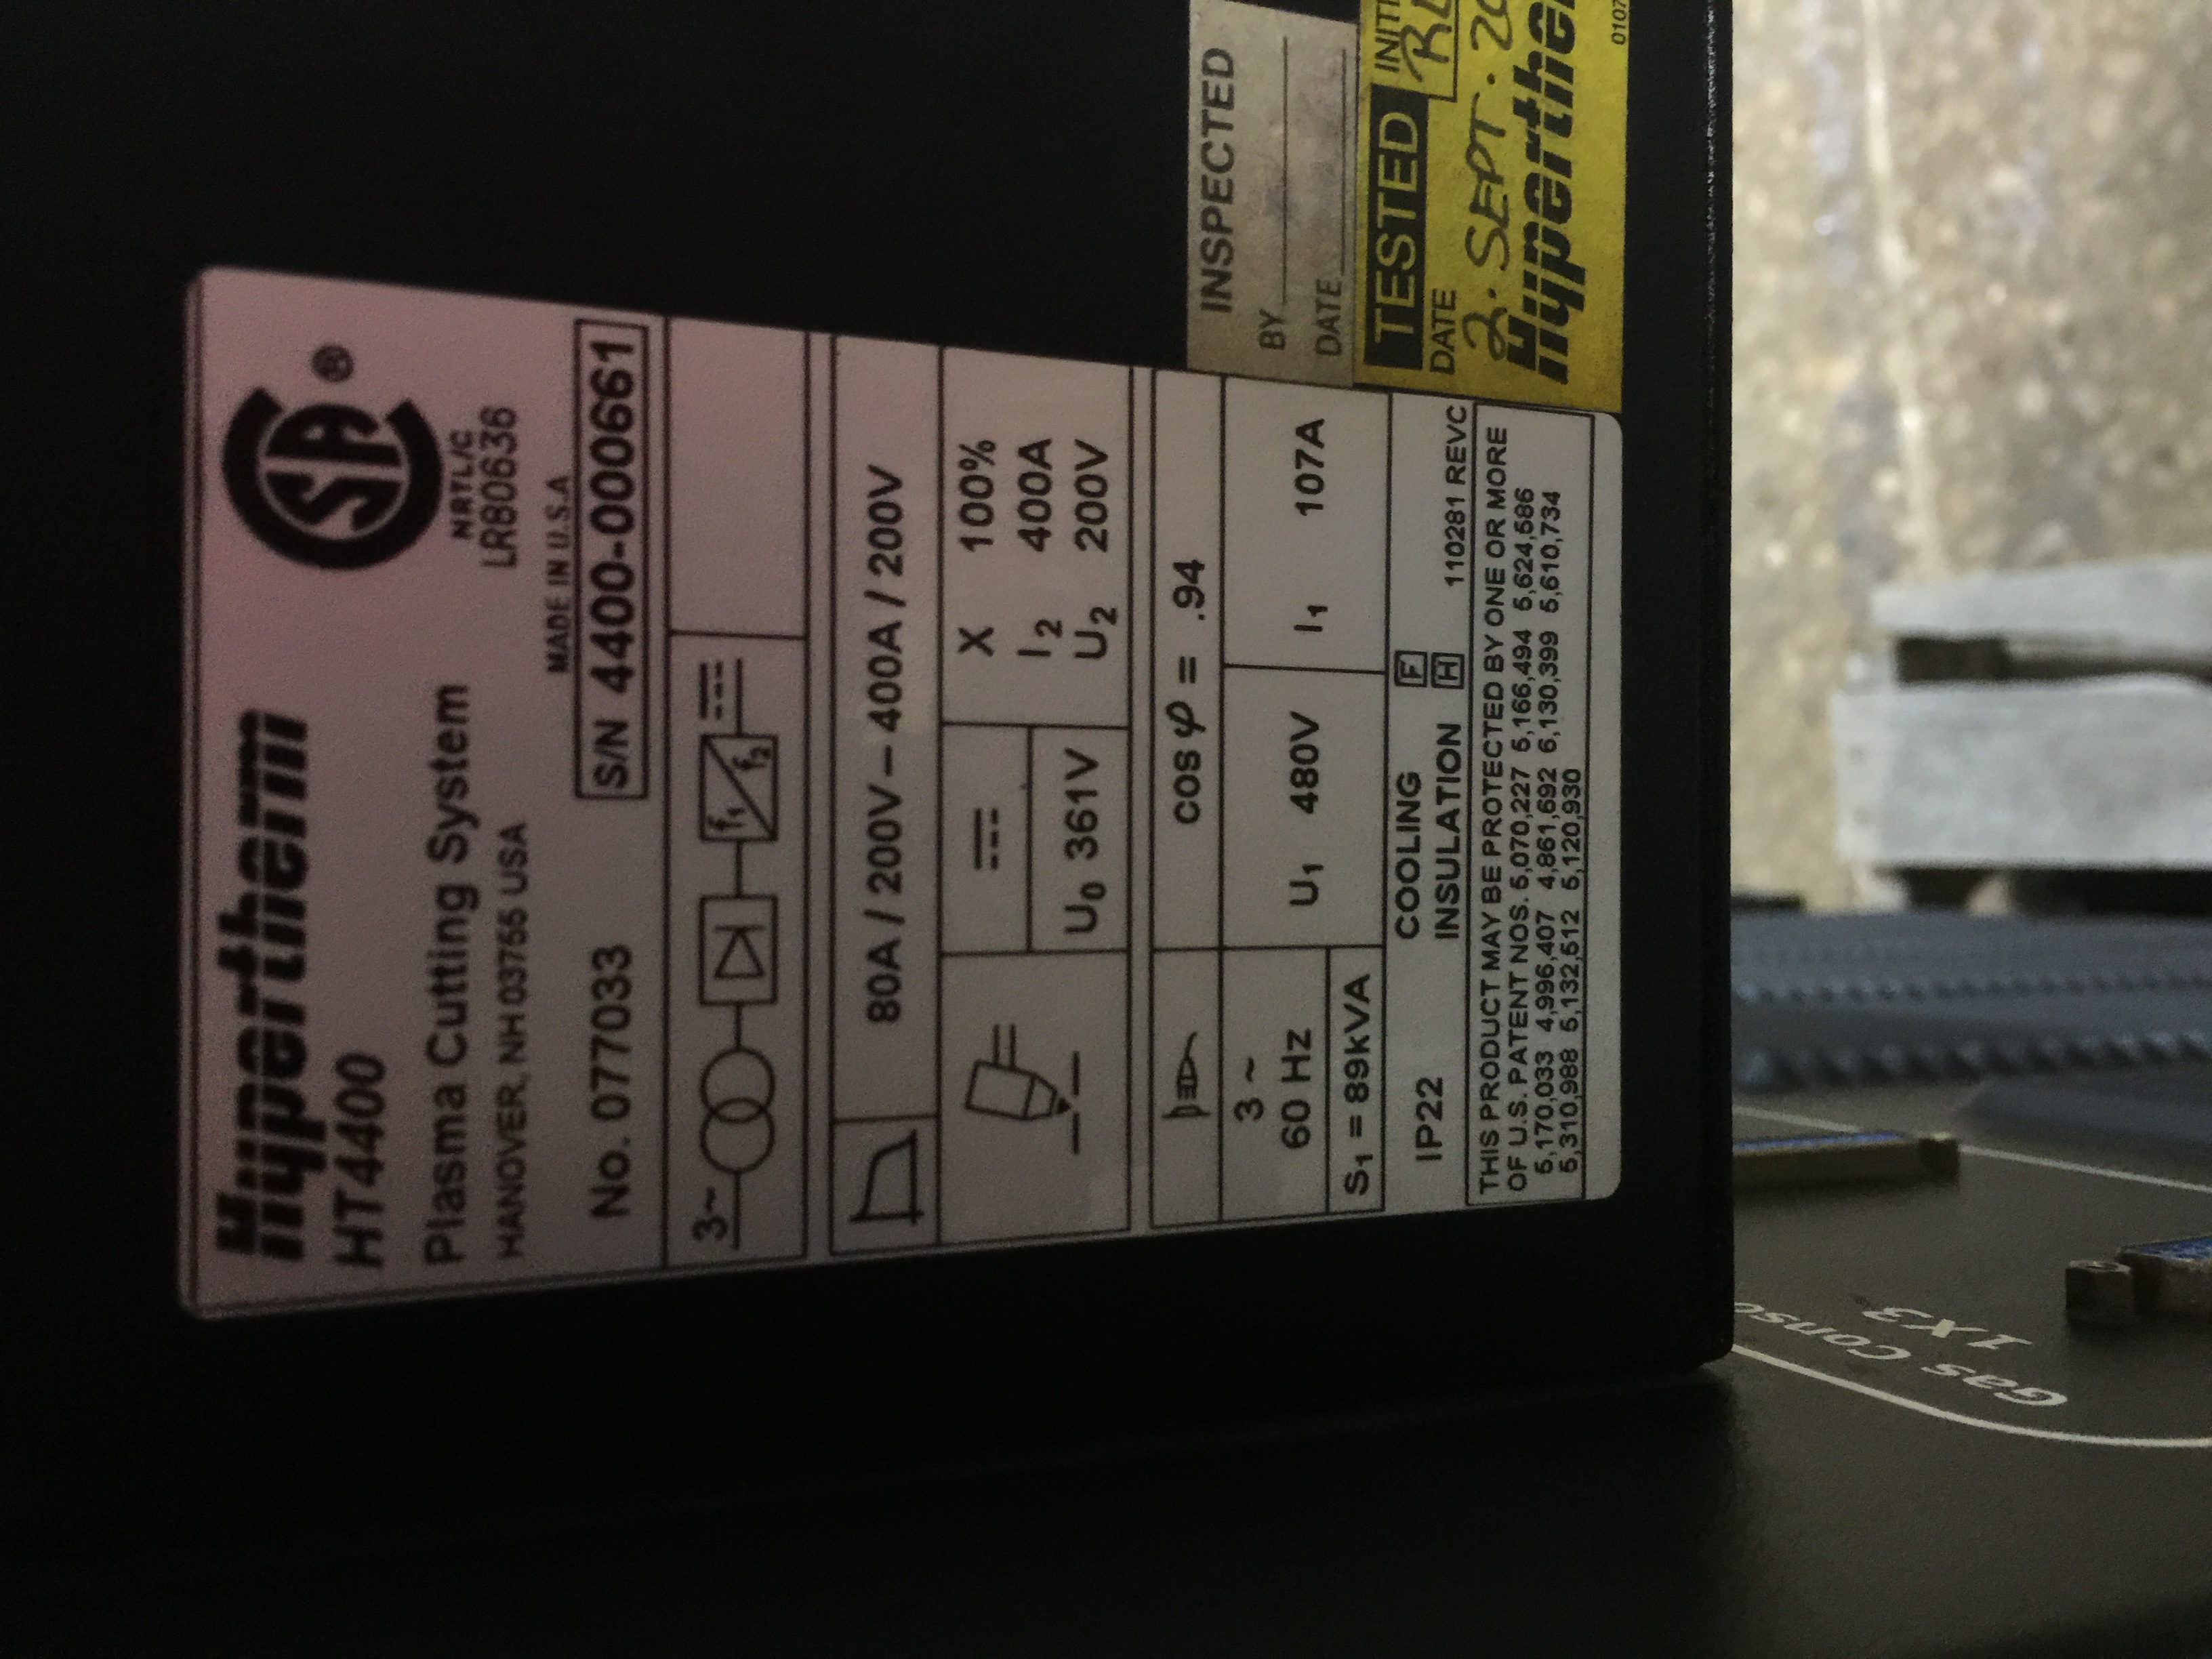 Hypertherm
HT4400
Plasma Cutting System
HANOVER, NH 03755 USA
®
NRTL/C
LR80636
MADE IN U.S.A
No. 077033
S/N 4400-000661
3~
f1
f2
80A / 200V – 400A / 200V
X 100%
I2 400A
U0 361V
U2 200V
cos φ = .94
3 ~
60 Hz
U1 480V
I1 107A
S1 = 89kVA
IP22
COOLING F
INSULATION H
110281 REVC
THIS PRODUCT MAY BE PROTECTED BY ONE OR MORE
OF U.S. PATENT NOS. 5,070,227 5,166,494 5,624,586
5,170,033 4,996,407 4,861,692 6,130,399 5,610,734
5,310,988 5,132,512 5,120,930
INSPECTED
BY
DATE
TESTED
DATE
2. SEPT.
Hyperthe
Gas Conso
1X3